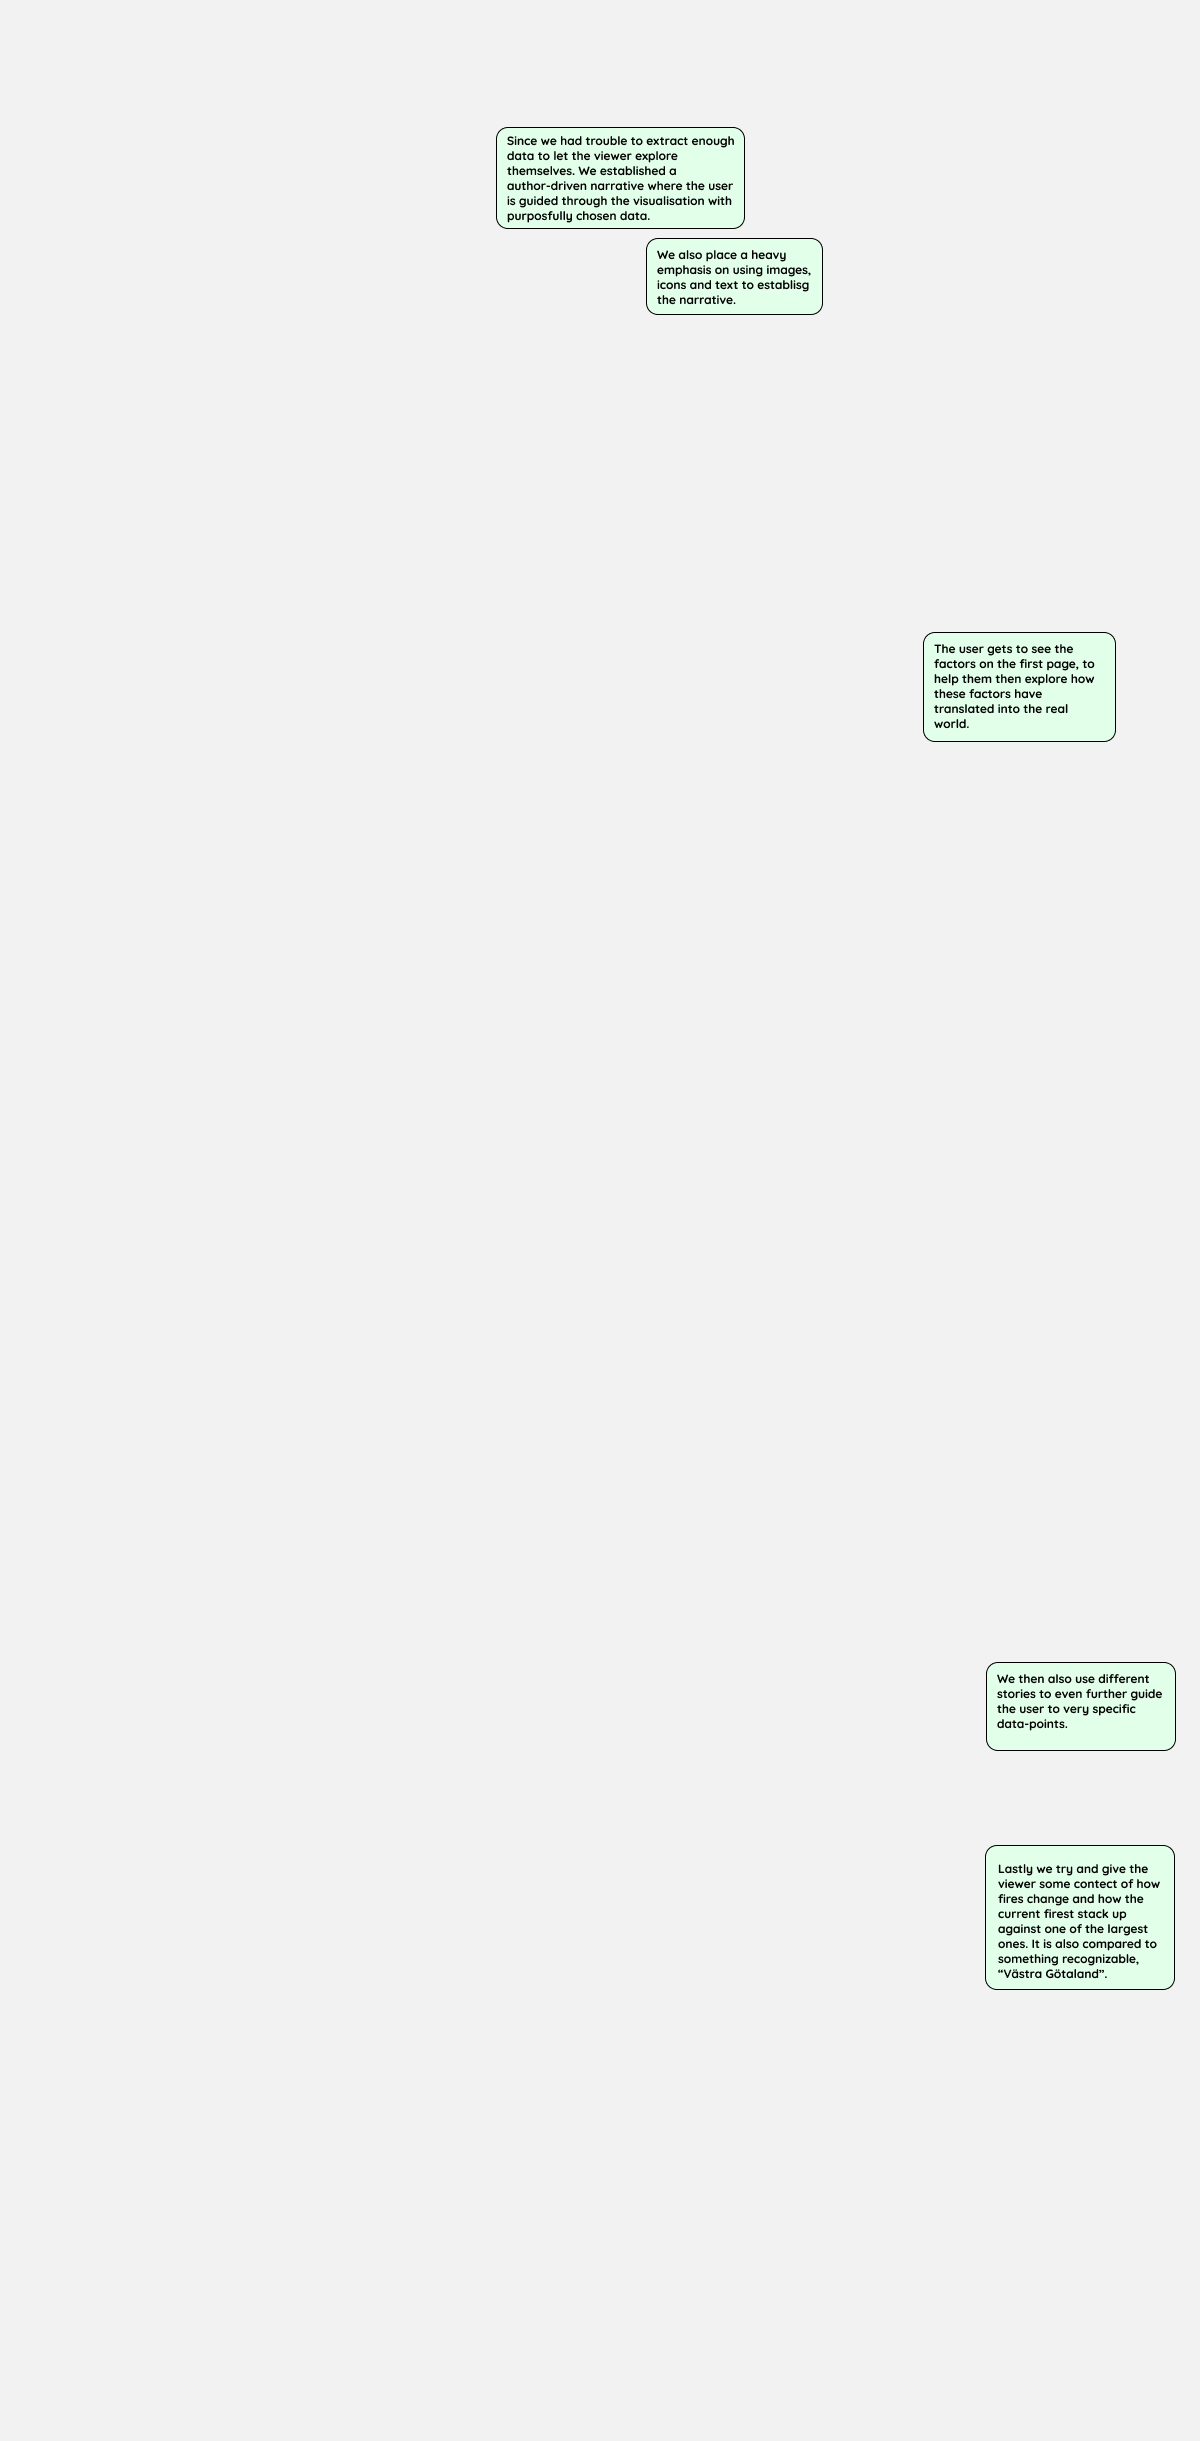 Since we had trouble to extract enough
data to let the viewer explore
themselves. We established a
author-driven narrative where the user
is guided through the visualisation with
purposfully chosen data.
We also place a heavy
emphasis on using images,
icons and text to establisg
the narrative.
The user gets to see the
factors on the first page, to
help them then explore how
these factors have
translated into the real
world.
We then also use different
stories to even further guide
the user to very specific
data-points.
Lastly we try and give the
viewer some contect of how
fires change and how the
current firest stack up
against one of the largest
ones. It is also compared to
something recognizable,
“Västra Götaland”.